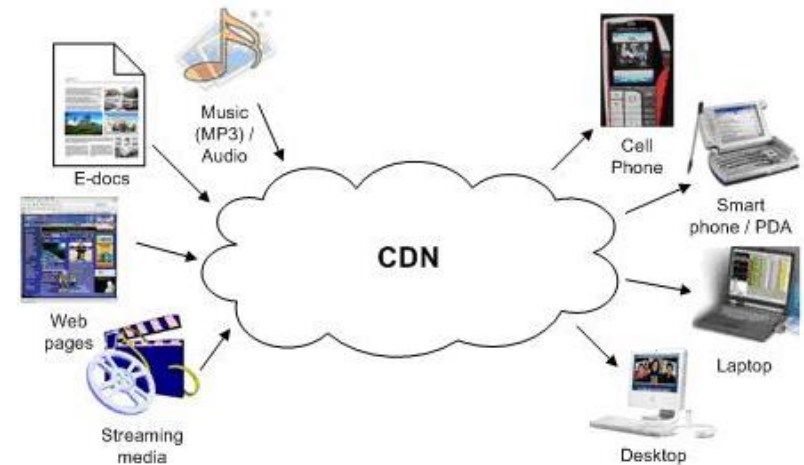 Music
(MP3) /
Audio
E-docs
Web
pages
Streaming
media
CDN
Cell
Phone
Smart
phone / PDA
Laptop
Desktop